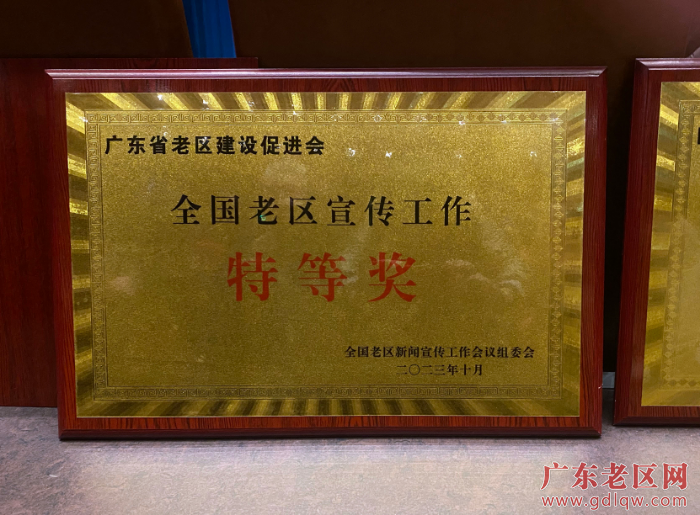 广东省老区建设促进会
全国老区宣传工作
特等奖
全国老区新闻宣传工作会议组委会
二〇二三年十月
广东老区网
www.gdlqw.com